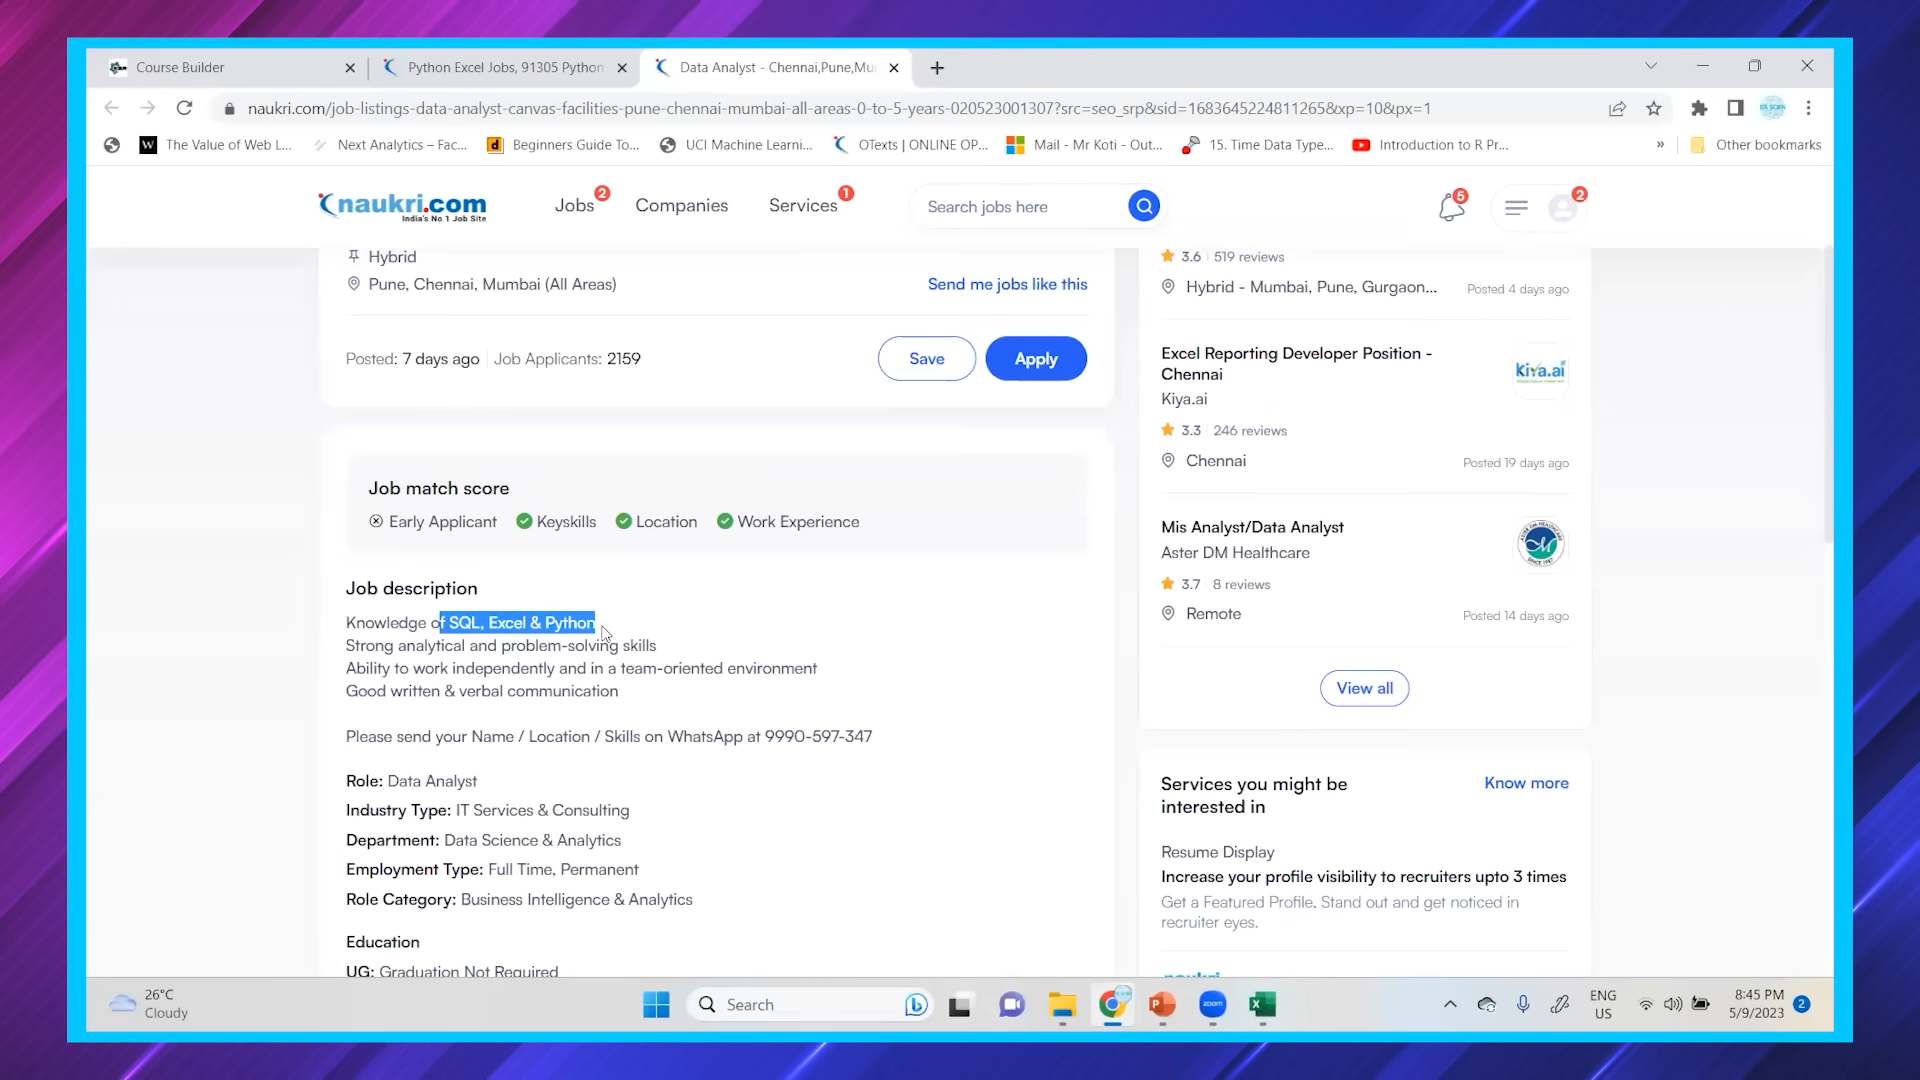 Course Builder
Python Excel Jobs, 91305 Python
Data Analyst - Chennai,Pune,Mu
naukri.com/job-listings-data-analyst-canvas-facilities-pune-chennai-mumbai-all-areas-0-to-5-years-020523001307?src=seo_srp&sid=1683645224811265&xp=10&px=1
W The Value of Web L...
Next Analytics – Fac...
d Beginners Guide To...
UCI Machine Learni...
OTexts | ONLINE OP...
Mail - Mr Koti - Out...
15. Time Data Type...
Introduction to R Pr...
»
Other bookmarks
naukri.com
India's No 1 Job Site
Jobs 2
Companies
Services 1
Search jobs here
5
2
Hybrid
Pune, Chennai, Mumbai (All Areas)
Send me jobs like this
Posted: 7 days ago Job Applicants: 2159
Save
Apply
Job match score
Early Applicant Keyskills Location Work Experience
Job description
Knowledge of SQL, Excel & Python
Strong analytical and problem-solving skills
Ability to work independently and in a team-oriented environment
Good written & verbal communication
Please send your Name / Location / Skills on WhatsApp at 9990-597-347
Role: Data Analyst
Industry Type: IT Services & Consulting
Department: Data Science & Analytics
Employment Type: Full Time, Permanent
Role Category: Business Intelligence & Analytics
Education
UG: Graduation Not Required
3.6 519 reviews
Hybrid - Mumbai, Pune, Gurgaon...
Posted 4 days ago
Excel Reporting Developer Position -
Chennai
Kiya.ai
Kiya.ai
3.3 246 reviews
Chennai
Posted 19 days ago
Mis Analyst/Data Analyst
Aster DM Healthcare
3.7 8 reviews
Remote
Posted 14 days ago
View all
Services you might be
interested in
Know more
Resume Display
Increase your profile visibility to recruiters upto 3 times
Get a Featured Profile, Stand out and get noticed in
recruiter eyes.
naukri
26°C
Cloudy
Search
zoom
ENG
US
8:45 PM
5/9/2023
2